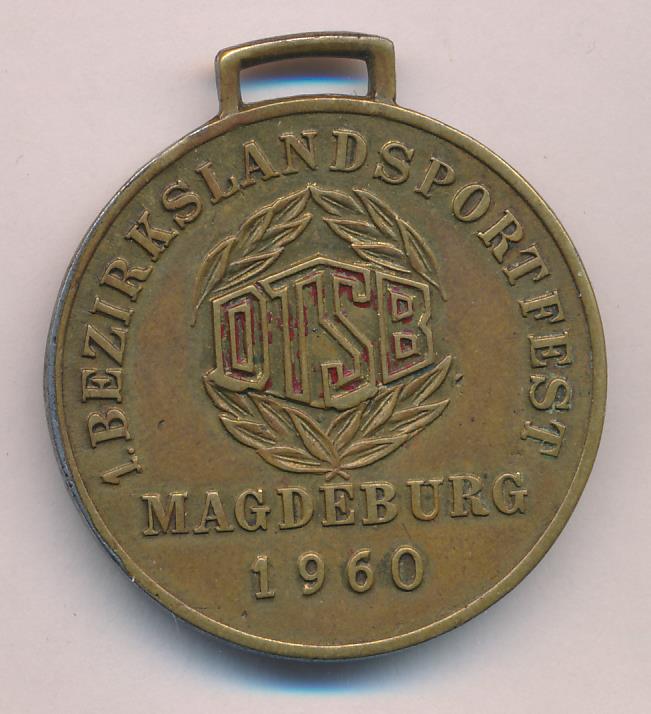 1. BEZIRKSLANDSPORTFEST
DTSB
MAGDEBURG
1960